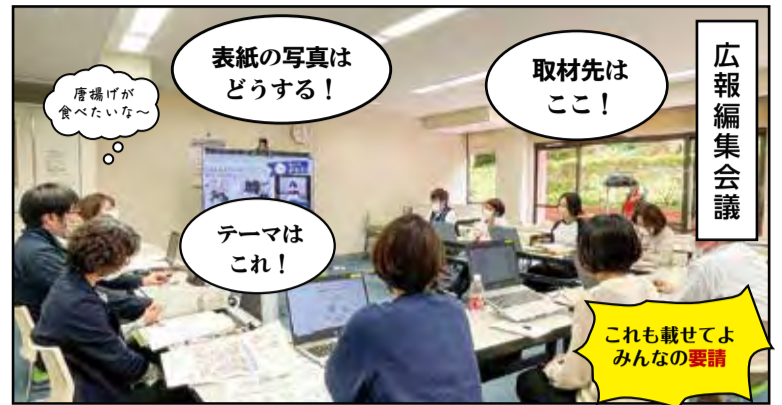 広報編集会議
取材先は
ここ！
表紙の写真は
どうする！
唐揚げが
食べたいな～
テーマは
これ！
これも載せてよ
みんなの要請